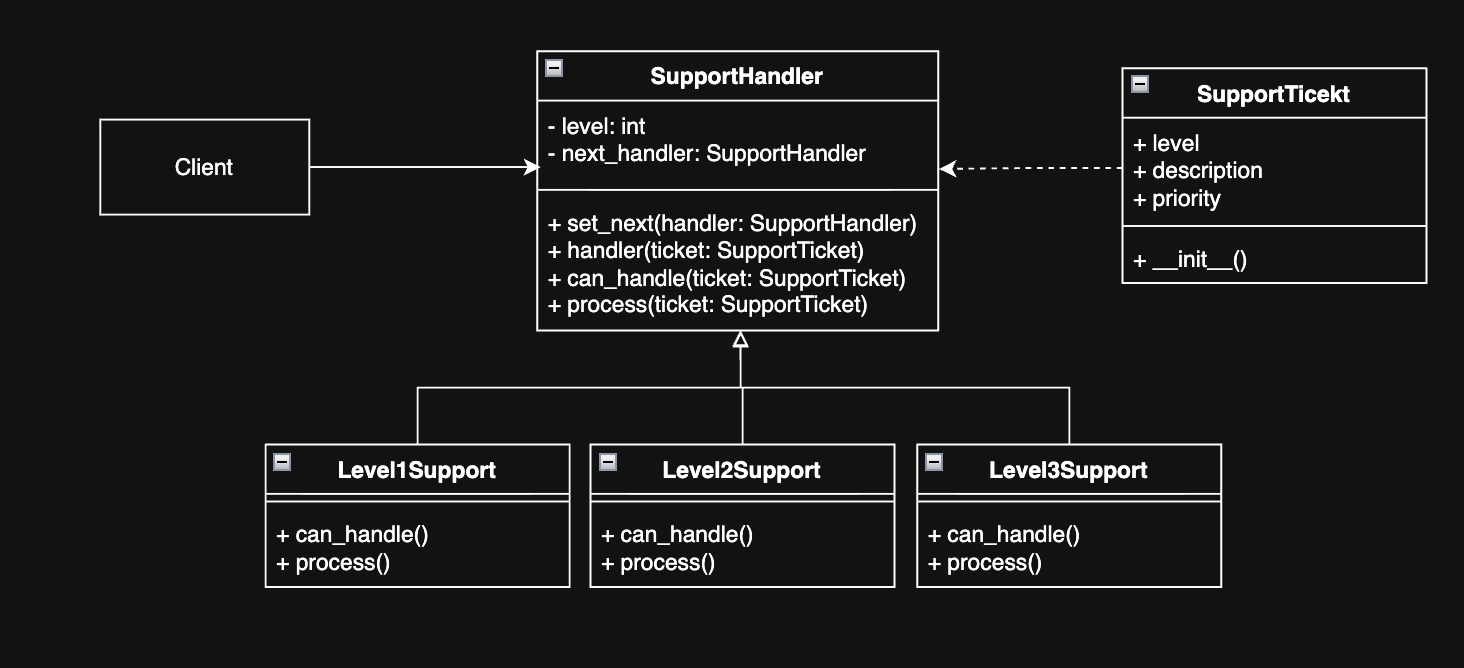 Client
SupportHandler
- level: int
- next_handler: SupportHandler
+ set_next(handler: SupportHandler)
+ handler(ticket: SupportTicket)
+ can_handle(ticket: SupportTicket)
+ process(ticket: SupportTicket)
SupportTicekt
+ level
+ description
+ priority
+ __init__()
Level1Support
+ can_handle()
+ process()
Level2Support
+ can_handle()
+ process()
Level3Support
+ can_handle()
+ process()